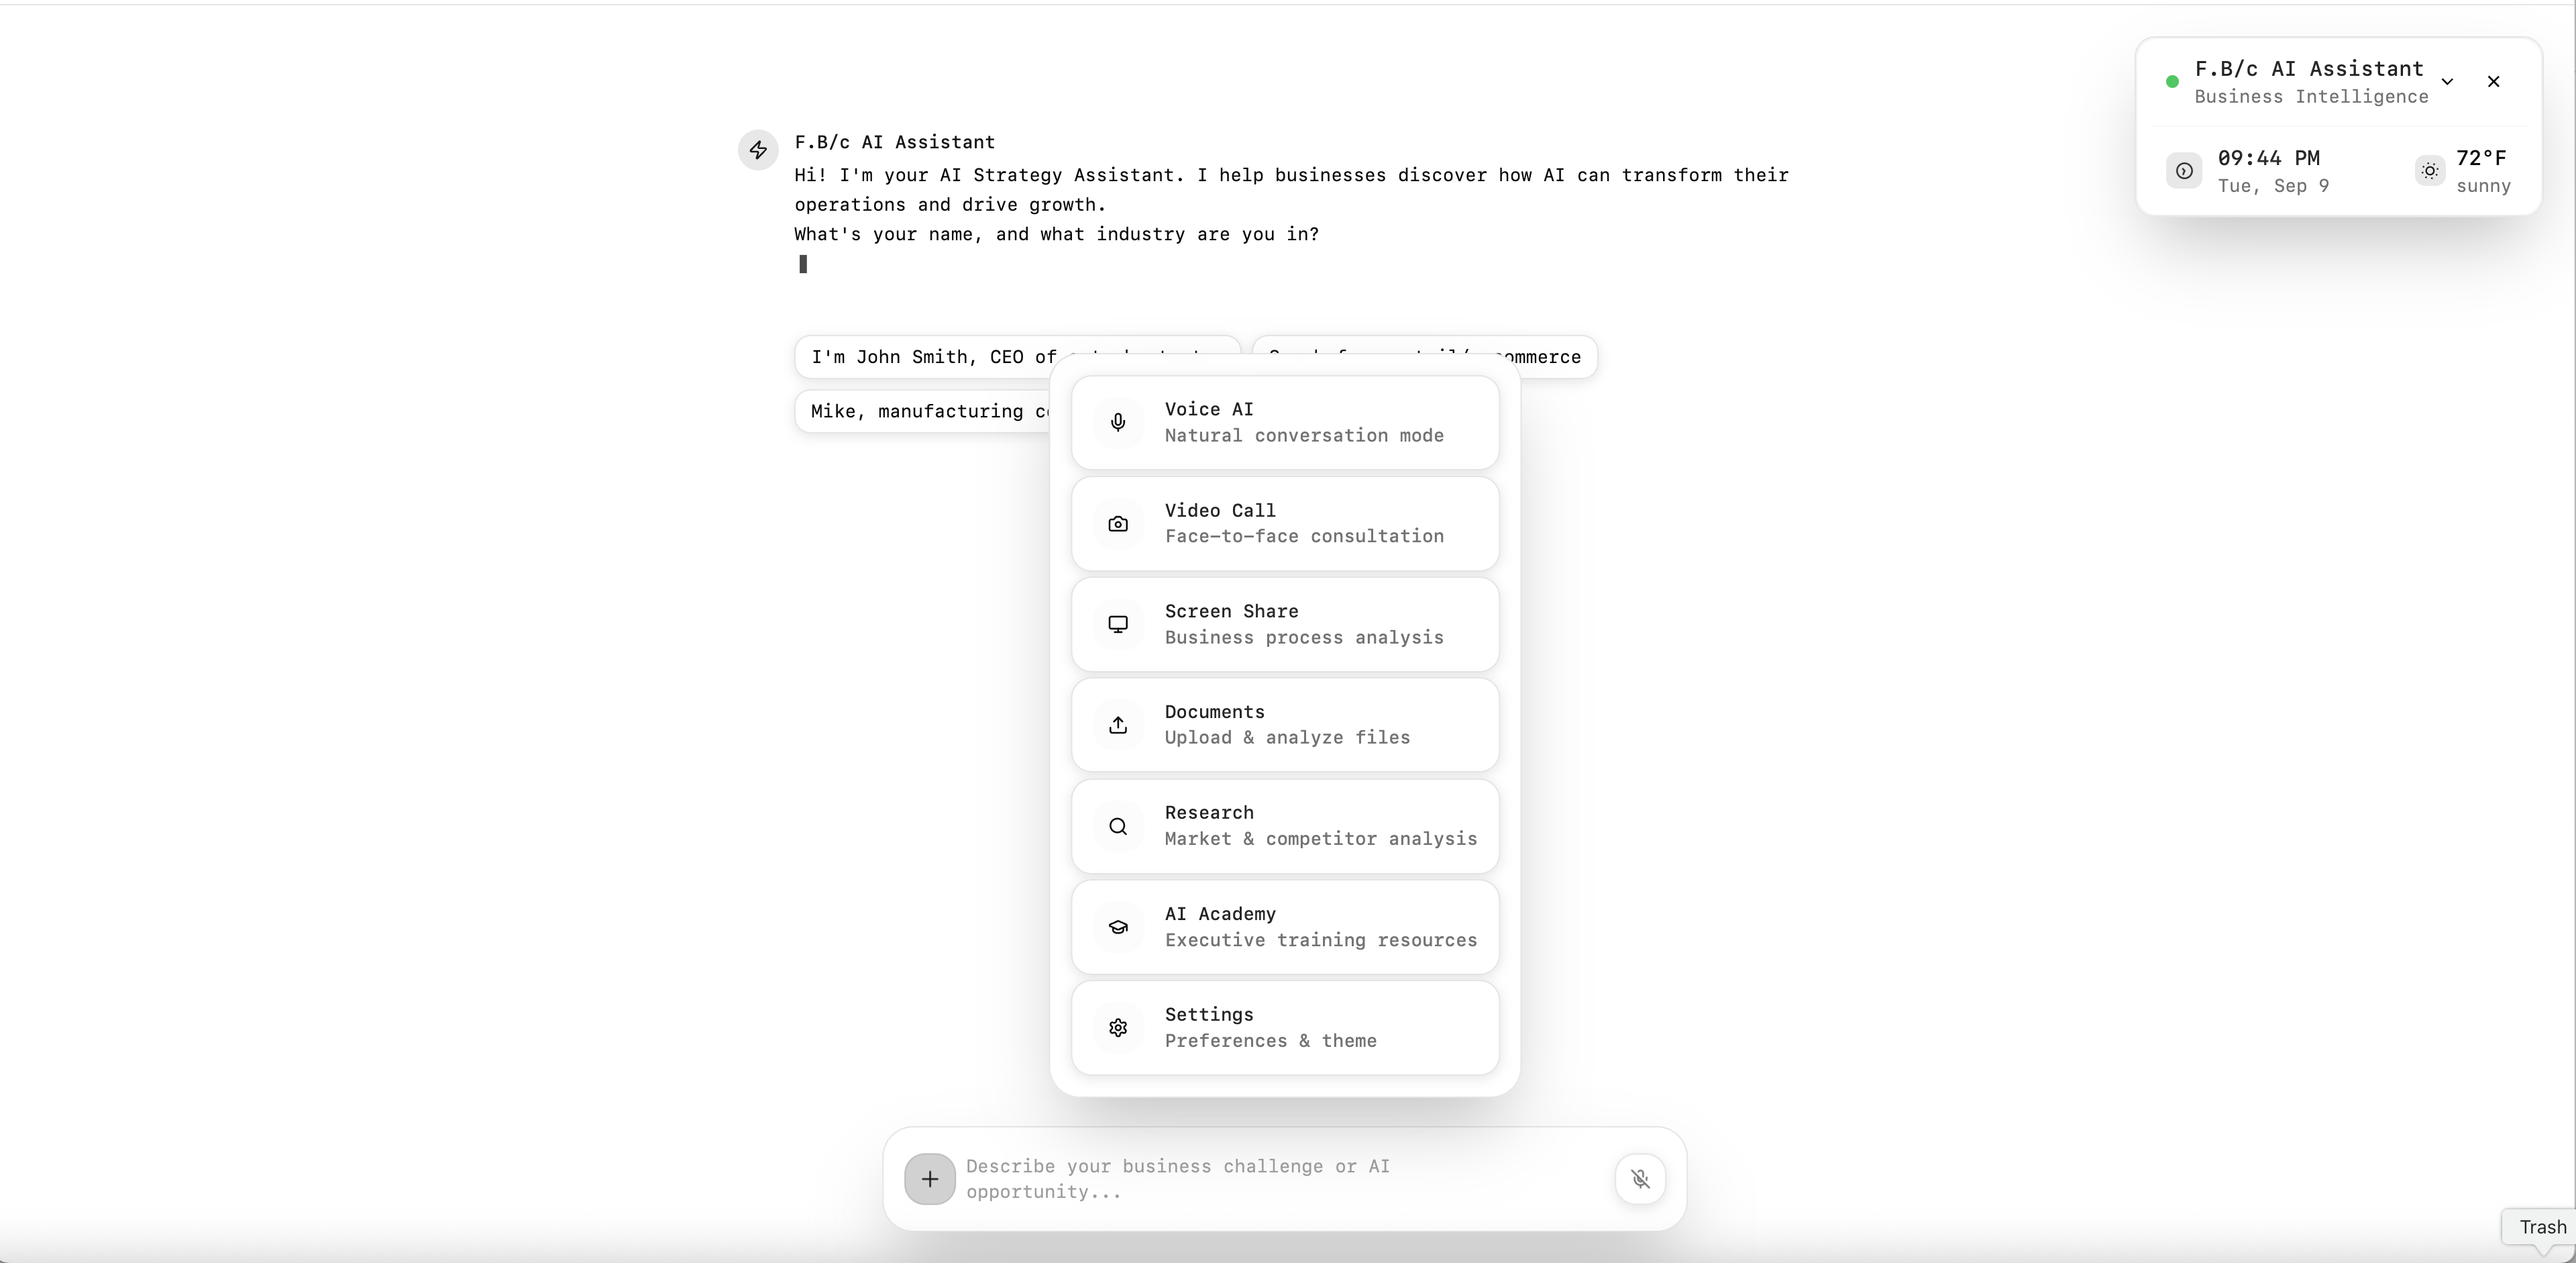 F.B/c AI Assistant
Business Intelligence
09:44 PM
Tue, Sep 9
72°F
sunny
F.B/c AI Assistant
Hi! I'm your AI Strategy Assistant. I help businesses discover how AI can transform their
operations and drive growth.
What's your name, and what industry are you in?
I'm John Smith, CEO of
ommerce
Mike, manufacturing
Voice AI
Natural conversation mode
Video Call
Face-to-face consultation
Screen Share
Business process analysis
Documents
Upload & analyze files
Research
Market & competitor analysis
AI Academy
Executive training resources
Settings
Preferences & theme
Describe your business challenge or AI
opportunity...
Trash